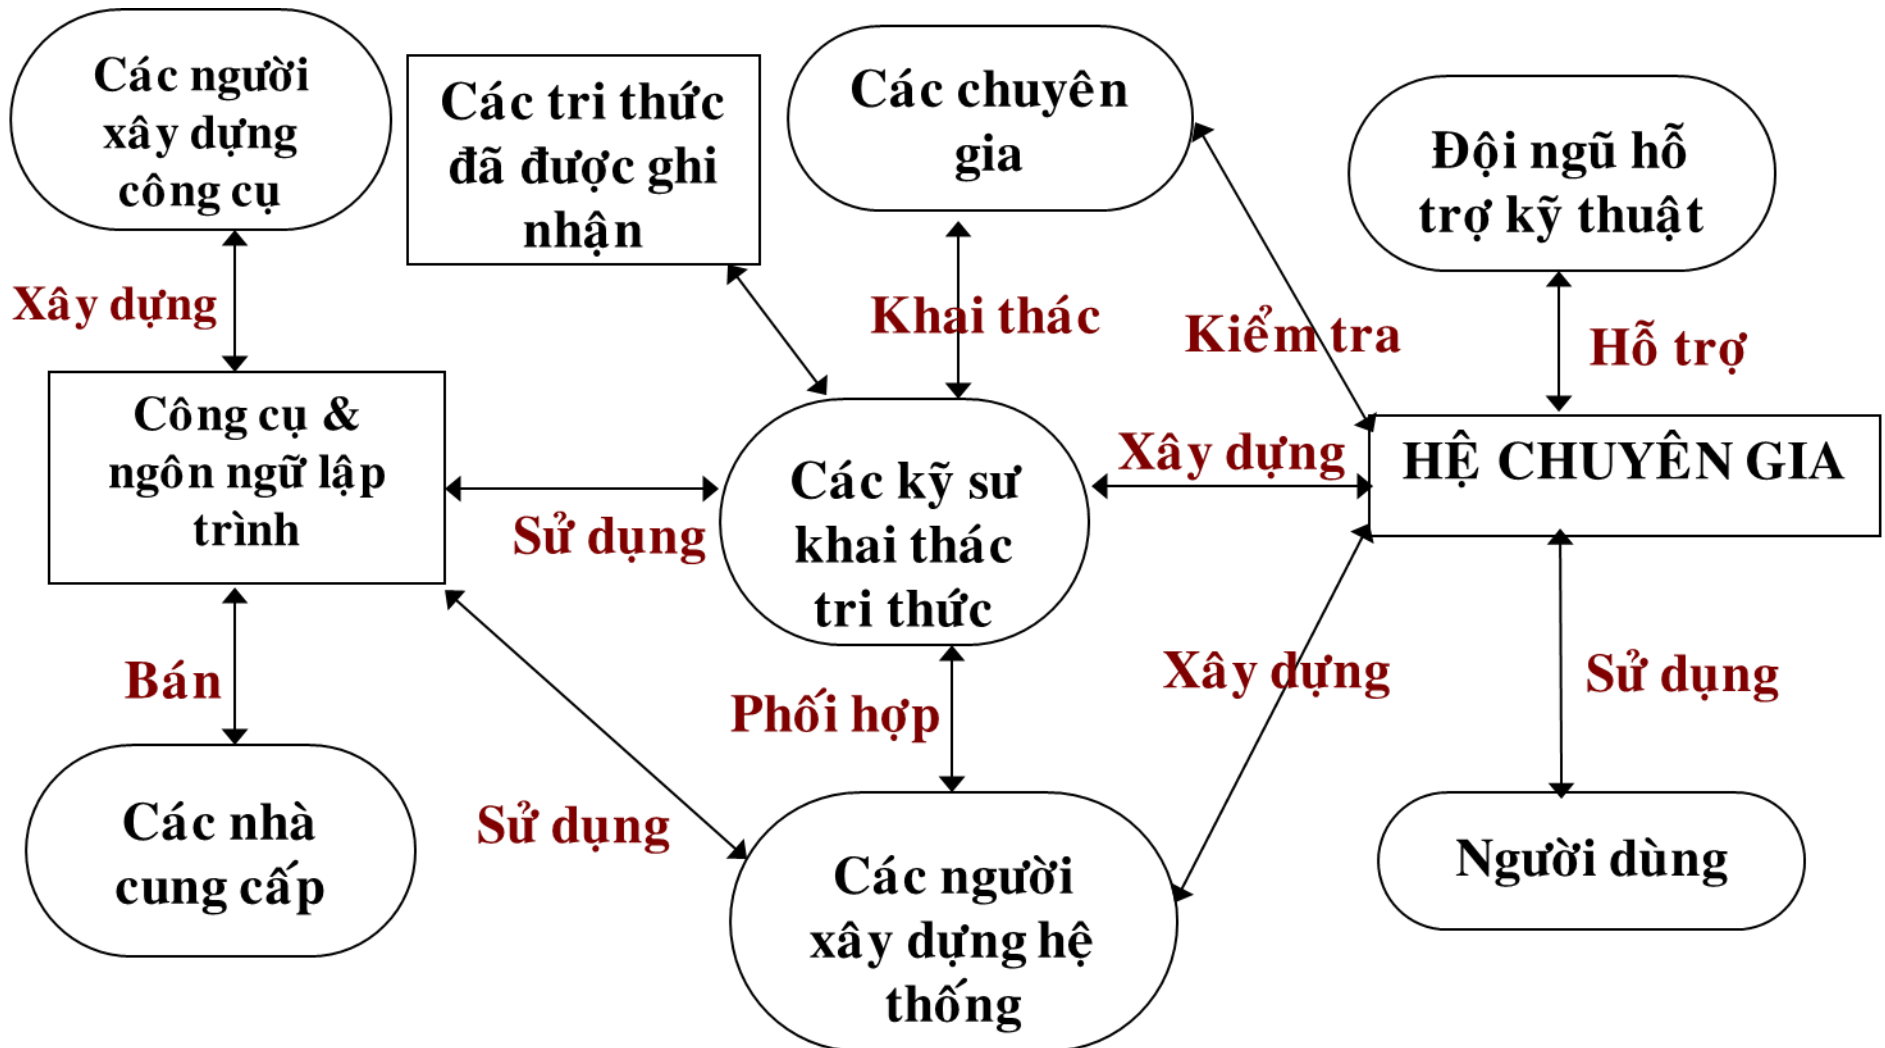 Các người
xây dựng
công cụ
Các tri thức
đã được ghi
nhận
Các chuyên
gia
Đội ngũ hỗ
trợ kỹ thuật
Xây dựng
Khai thác
Kiểm tra
Hỗ trợ
Công cụ &
ngôn ngữ lập
trình
Sử dụng
Các kỹ sư
khai thác
tri thức
Xây dựng
HỆ CHUYÊN GIA
Bán
Phối hợp
Xây dựng
Sử dụng
Các nhà
cung cấp
Sử dụng
Các người
xây dựng hệ
thống
Người dùng